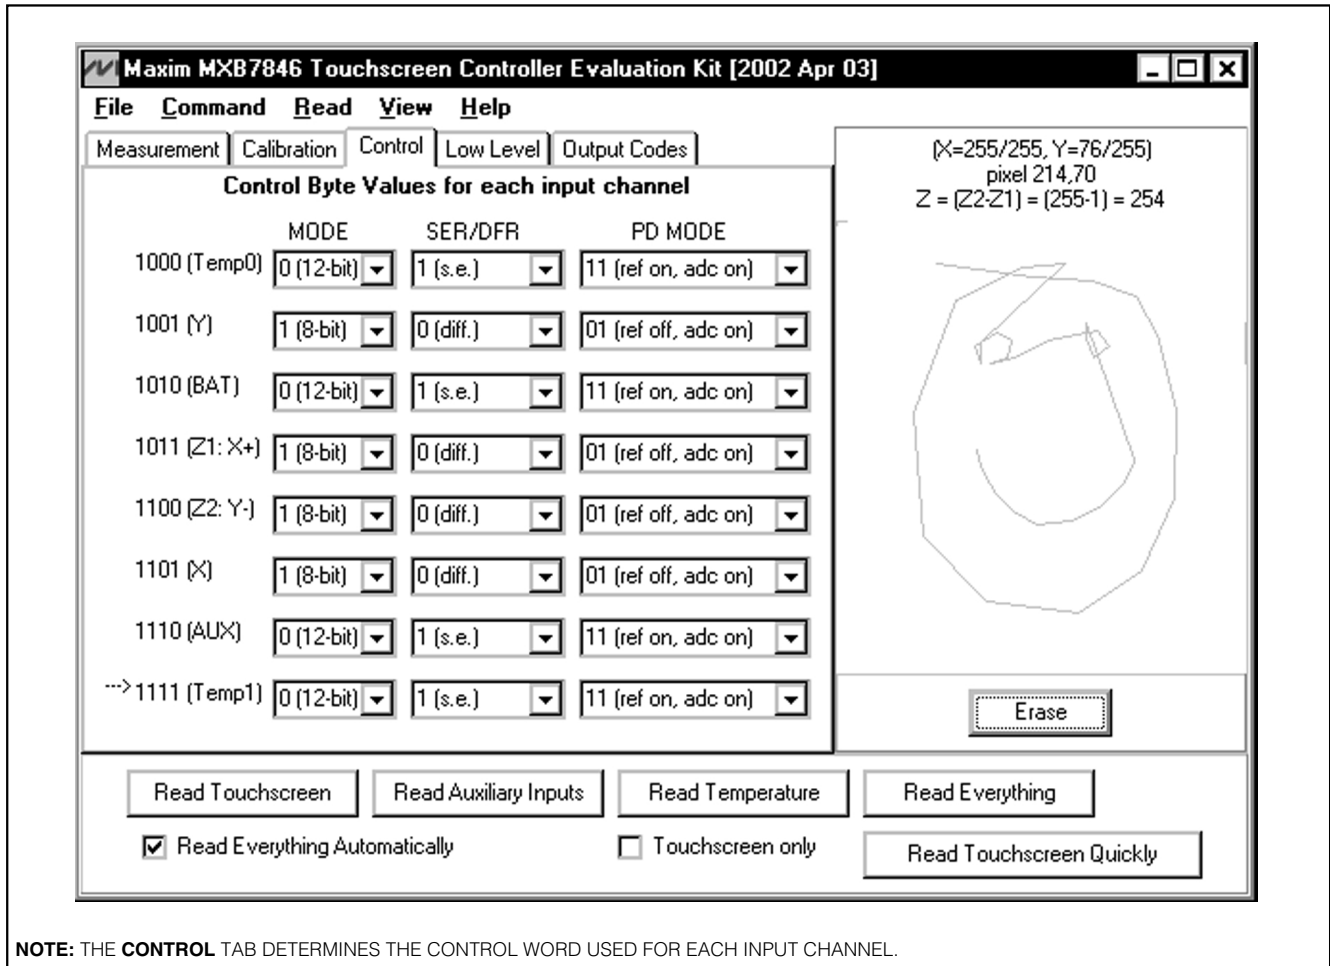 Maxim MXB7846 Touchscreen Controller Evaluation Kit [2002 Apr 03]
File Command Read View Help
Measurement Calibration Control Low Level Output Codes
Control Byte Values for each input channel
MODE SER/DFR PD MODE
1000 (Temp0) 0 (12-bit) 1 (s.e.) 11 (ref on, adc on)
1001 (Y) 1 (8-bit) 0 (diff.) 01 (ref off, adc on)
1010 (BAT) 0 (12-bit) 1 (s.e.) 11 (ref on, adc on)
1011 (Z1: X+) 1 (8-bit) 0 (diff.) 01 (ref off, adc on)
1100 (Z2: Y-) 1 (8-bit) 0 (diff.) 01 (ref off, adc on)
1101 (X) 1 (8-bit) 0 (diff.) 01 (ref off, adc on)
1110 (AUX) 0 (12-bit) 1 (s.e.) 11 (ref on, adc on)
---> 1111 (Temp1) 0 (12-bit) 1 (s.e.) 11 (ref on, adc on)
(X=255/255, Y=76/255)
pixel 214,70
Z = (Z2-Z1) = (255-1) = 254
Erase
Read Touchscreen Read Auxiliary Inputs Read Temperature Read Everything
Read Everything Automatically Touchscreen only Read Touchscreen Quickly
NOTE: THE CONTROL TAB DETERMINES THE CONTROL WORD USED FOR EACH INPUT CHANNEL.